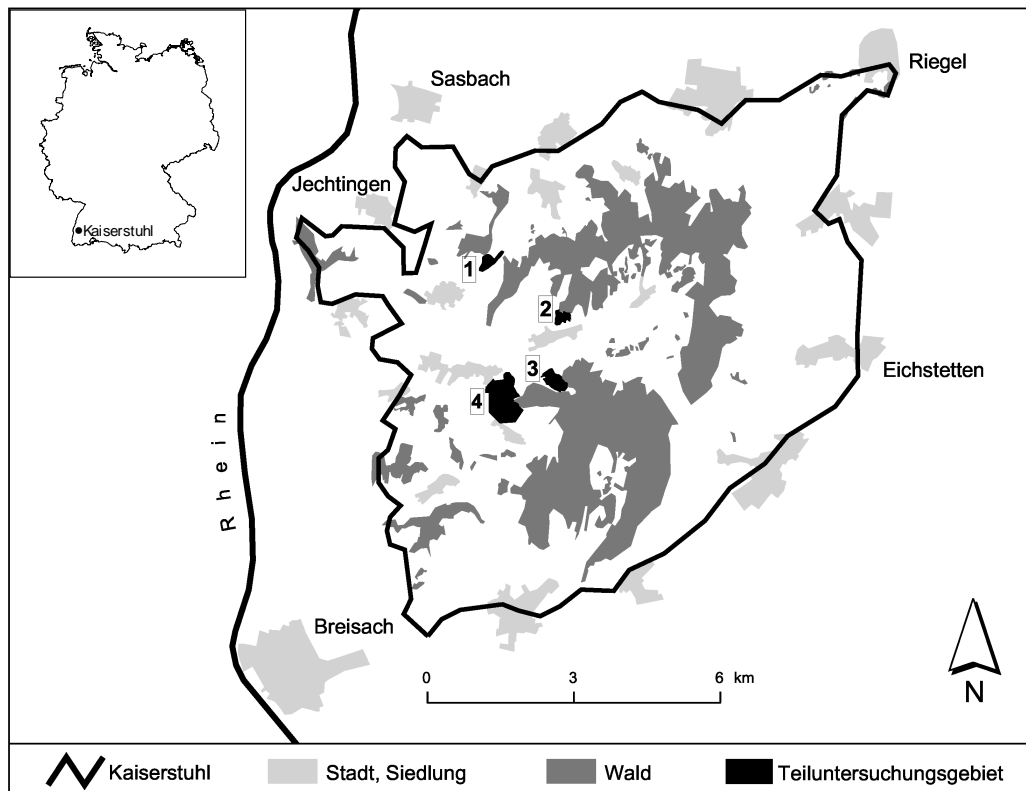 Kaiserstuhl
Sasbach
Riegel
Jechtingen
1
2
3
4
Eichstetten
Rhein
Breisach
0 3 6 km
N
Kaiserstuhl
Stadt, Siedlung
Wald
Teiluntersuchungsgebiet